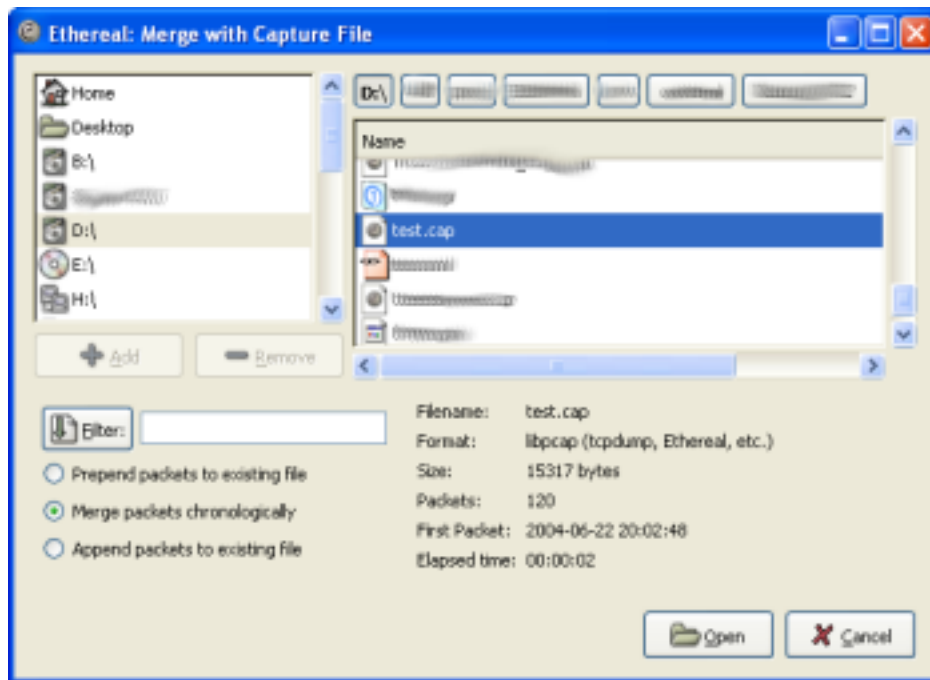 Ethereal: Merge with Capture File
Home
Desktop
B:\
D:\
E:\
H:\
Add Remove
D:\
Name
test.cap
Filter:
Prepend packets to existing file
Merge packets chronologically
Append packets to existing file
Filename: test.cap
Format: libpcap (tcpdump, Ethereal, etc.)
Size: 15317 bytes
Packets: 120
First Packet: 2004-06-22 20:02:48
Elapsed time: 00:00:02
Open Cancel